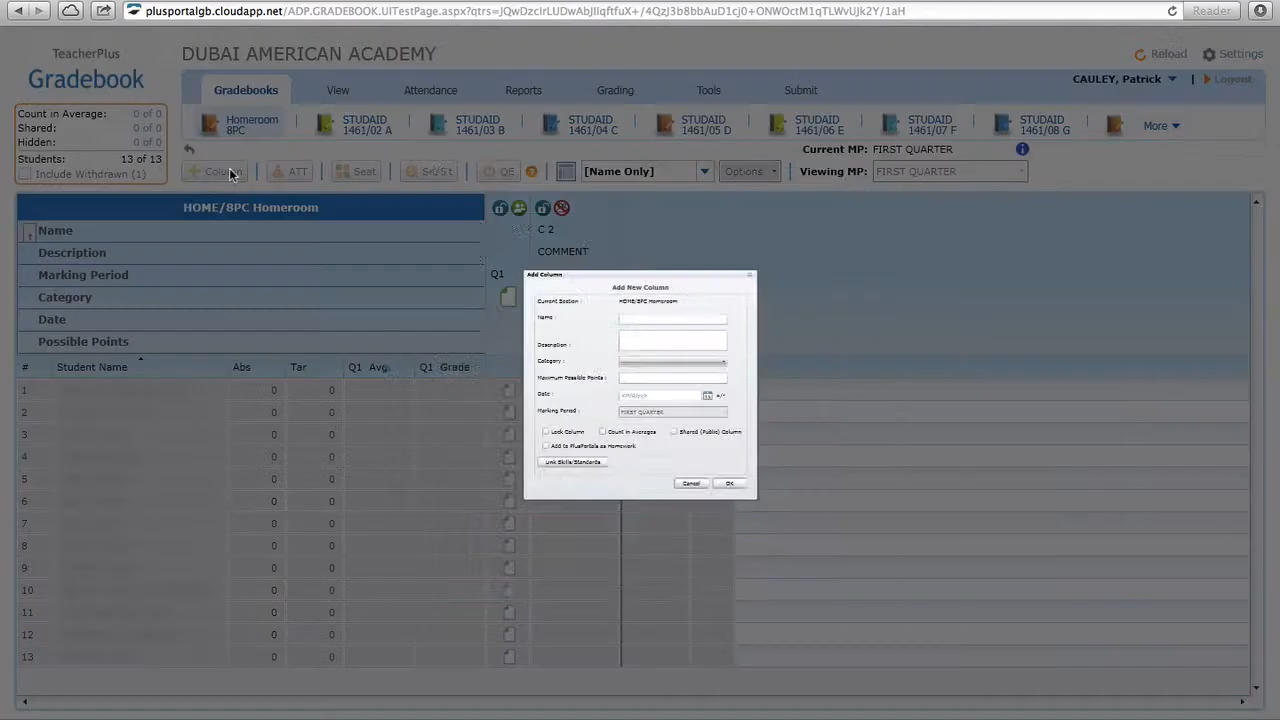 plusportalgb.cloudapp.net/ADP.GRADEBOOK.UITestPage.aspx?qtrs=JQwDzcirLUDwAbJIIqftfuX+/4QzJ3b8bbAuD1cj0+ONWOctM1qTLWvUJk2Y/1aH
Reader
TeacherPlus
Gradebook
DUBAI AMERICAN ACADEMY
Reload
Settings
CAULEY, Patrick
Logout
Gradebooks
View
Attendance
Reports
Grading
Tools
Submit
Homeroom
8PC
STUDAID
1461/02 A
STUDAID
1461/03 B
STUDAID
1461/04 C
STUDAID
1461/05 D
STUDAID
1461/06 E
STUDAID
1461/07 F
STUDAID
1461/08 G
More
Count in Average: 0 of 0
Shared: 0 of 0
Hidden: 0 of 0
Students: 13 of 13
Include Withdrawn (1)
Current MP: FIRST QUARTER
Column
ATT
Seat
QE
[Name Only]
Options
Viewing MP: FIRST QUARTER
HOME/8PC Homeroom
Name
C 2
Description
COMMENT
Marking Period
Q1
Category
Date
Possible Points
# Student Name Abs Tar Q1 Avg. Q1 Grade
1 0 0
2 0 0
3 0 0
4 0 0
5 0 0
6 0 0
7 0 0
8 0 0
9 0 0
10 0 0
11 0 0
12 0 0
13 0 0
Add Column
Add New Column
Current Section : HOME/8PC Homeroom
Name :
Description :
Category :
Maximum Possible Points :
Date :
Marking Period : FIRST QUARTER
Lock Column
Count in Averages
Shared (Public) Column
Add to PlusPortals as Homework
Link Skills/Standards
Cancel
OK